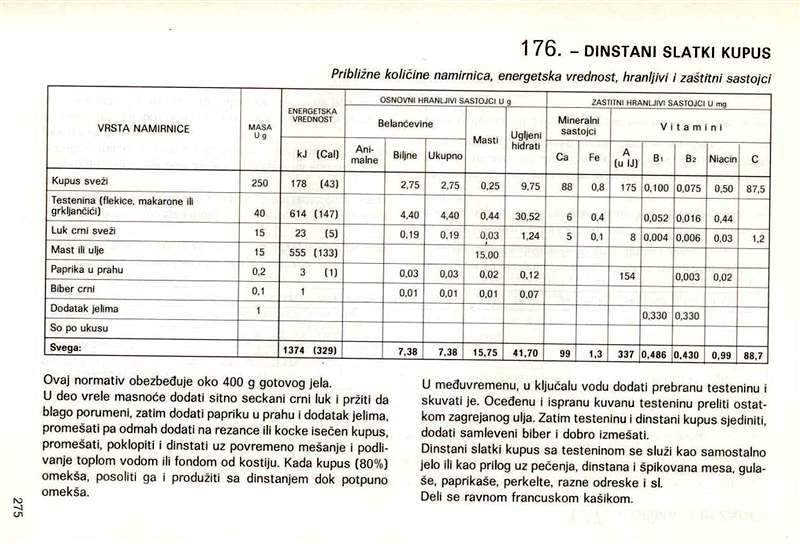 176. – DINSTANI SLATKI KUPUS
Približne količine namirnica, energetska vrednost, hranljivi i zaštitni sastojci
VRSTA NAMIRNICE MASA U g ENERGETSKA VREDNOST OSNOVNI HRANLJIVI SASTOJCI U g ZAŠTITNI HRANLJIVI SASTOJCI U mg
Belančevine Masti Ugljeni hidrati Mineralni sastojci Vitamini
kJ (Cal) Ani-malne Biljne Ukupno Ca Fe A (u IJ) B1 B2 Niacin C
Kupus sveži 250 178 (43) 2,75 2,75 0,25 9,75 88 0,8 175 0,100 0,075 0,50 87,5
Testenina (flekice, makarone ili
grkljančići) 40 614 (147) 4,40 4,40 0,44 30,52 6 0,4 0,052 0,016 0,44
Luk crni sveži 15 23 (5) 0,19 0,19 0,03 1,24 5 0,1 8 0,004 0,006 0,03 1,2
Mast ili ulje 15 555 (133) 15,00
Paprika u prahu 0,2 3 (1) 0,03 0,03 0,02 0,12 154 0,003 0,02
Biber crni 0,1 1 0,01 0,01 0,01 0,07
Dodatak jelima 1 0,330 0,330
So po ukusu
Svega: 1374 (329) 7,38 7,38 15,75 41,70 99 1,3 337 0,486 0,430 0,99 88,7
Ovaj normativ obezbeđuje oko 400 g gotovog jela.
U deo vrele masnoće dodati sitno seckani crni luk i pržiti da
blago porumeni, zatim dodati papriku u prahu i dodatak jelima,
promešati pa odmah dodati na rezance ili kocke isečen kupus,
promešati, poklopiti i dinstati uz povremeno mešanje i podli-
vanje toplom vodom ili fondom od kostiju. Kada kupus (80%)
omekša, posoliti ga i produžiti sa dinstanjem dok potpuno
omekša.
U međuvremenu, u ključalu vodu dodati prebranu testeninu i
skuvati je. Oceđenu i ispranu kuvanu testeninu preliti ostat-
kom zagrejanog ulja. Zatim testeninu i dinstani kupus sjediniti,
dodati samleveni biber i dobro izmešati.
Dinstani slatki kupus sa testeninom se služi kao samostalno
jelo ili kao prilog uz pečenja, dinstana i špikovana mesa, gula-
še, paprikaše, perkelte, razne odreske i sl.
Deli se ravnom francuskom kašikom.
275